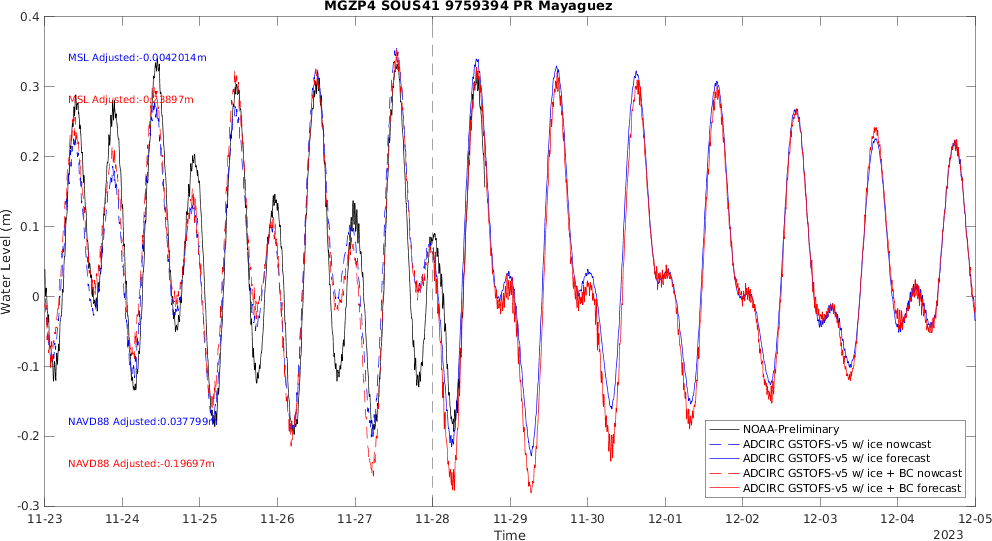 MGZP4 SOUS41 9759394 PR Mayaguez
Water Level (m)
0.4
0.3
0.2
0.1
0
-0.1
-0.2
-0.3
MSL Adjusted:-0.0042014m
MSL Adjusted:-0.23897m
NAVD88 Adjusted:0.037799m
NAVD88 Adjusted:-0.19697m
NOAA-Preliminary
ADCIRC GSTOFS-v5 w/ ice nowcast
ADCIRC GSTOFS-v5 w/ ice forecast
ADCIRC GSTOFS-v5 w/ ice + BC nowcast
ADCIRC GSTOFS-v5 w/ ice + BC forecast
11-23 11-24 11-25 11-26 11-27 11-28 11-29 11-30 12-01 12-02 12-03 12-04 12-05
Time
2023